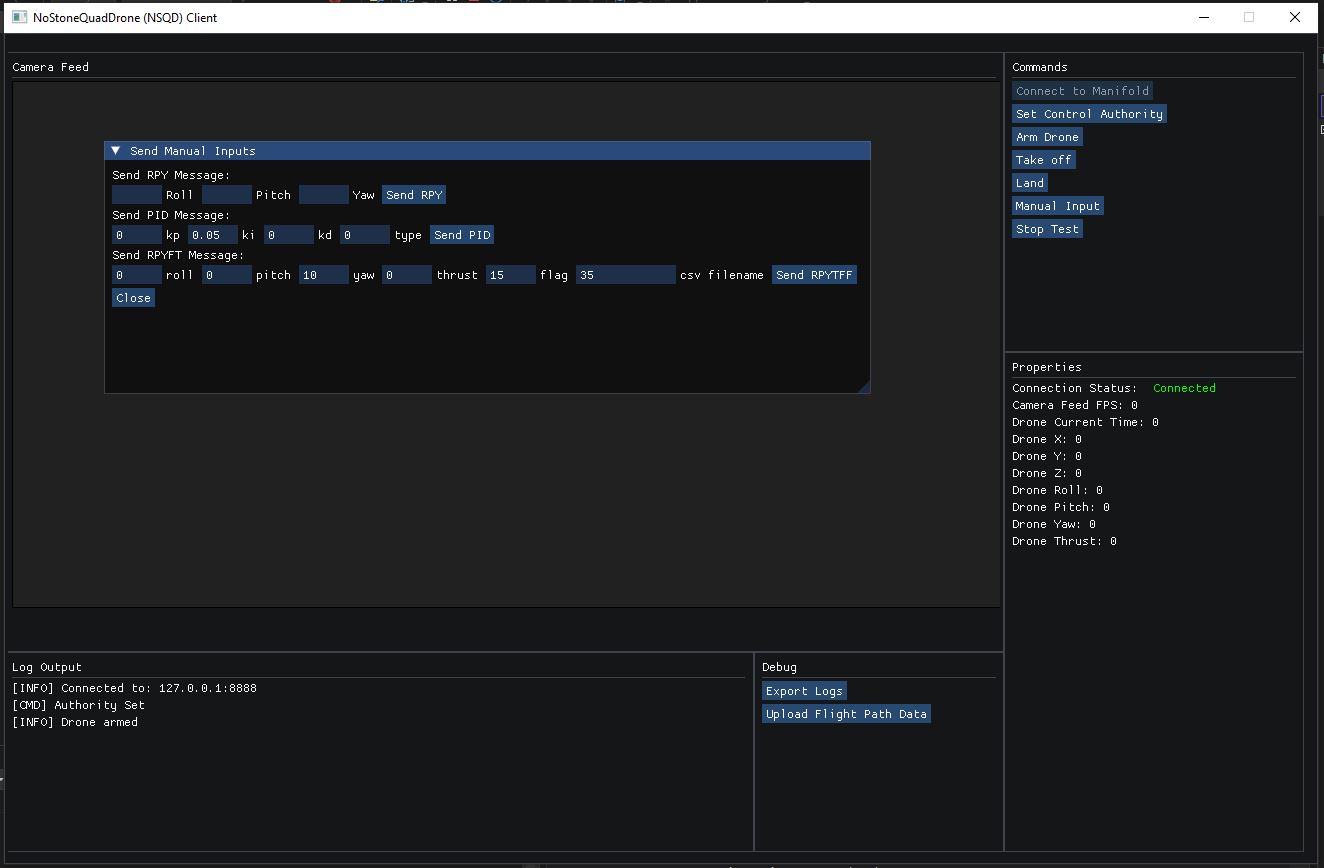 NoStoneQuadDrone (NSQD) Client
Camera Feed
Send Manual Inputs
Send RPY Message:
Roll Pitch Yaw Send RPY
Send PID Message:
0 kp 0.05 ki 0 kd 0 type Send PID
Send RPYFT Message:
0 roll 0 pitch 10 yaw 0 thrust 15 flag 35 csv filename Send RPYTFF
Close
Commands
Connect to Manifold
Set Control Authority
Arm Drone
Take off
Land
Manual Input
Stop Test
Properties
Connection Status: Connected
Camera Feed FPS: 0
Drone Current Time: 0
Drone X: 0
Drone Y: 0
Drone Z: 0
Drone Roll: 0
Drone Pitch: 0
Drone Yaw: 0
Drone Thrust: 0
Log Output
[INFO] Connected to: 127.0.0.1:8888
[CMD] Authority Set
[INFO] Drone armed
Debug
Export Logs
Upload Flight Path Data